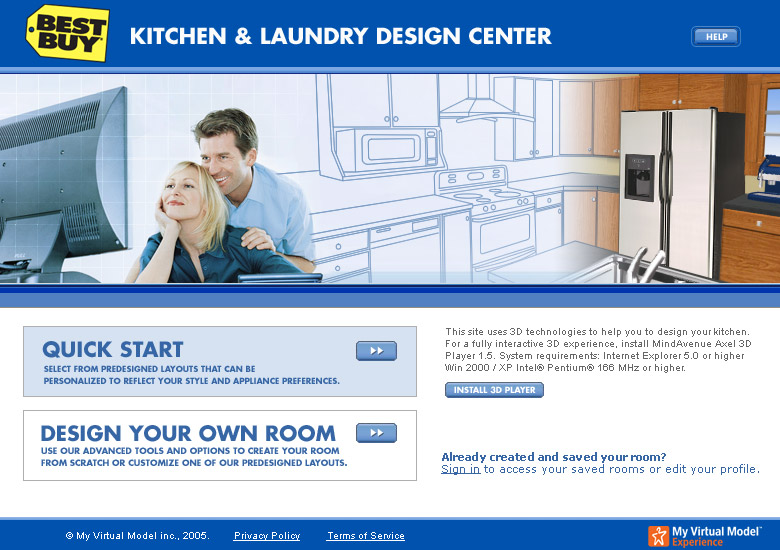 BEST
BUY
KITCHEN & LAUNDRY DESIGN CENTER
HELP
QUICK START
SELECT FROM PREDESIGNED LAYOUTS THAT CAN BE
PERSONALIZED TO REFLECT YOUR STYLE AND APPLIANCE PREFERENCES.
DESIGN YOUR OWN ROOM
USE OUR ADVANCED TOOLS AND OPTIONS TO CREATE YOUR ROOM
FROM SCRATCH OR CUSTOMIZE ONE OF OUR PREDESIGNED LAYOUTS.
This site uses 3D technologies to help you to design your kitchen.
For a fully interactive 3D experience, install MindAvenue Axel 3D
Player 1.5. System requirements: Internet Explorer 5.0 or higher
Win 2000 / XP Intel® Pentium® 166 MHz or higher.
INSTALL 3D PLAYER
Already created and saved your room?
Sign in to access your saved rooms or edit your profile.
© My Virtual Model inc., 2005. Privacy Policy Terms of Service
My Virtual Model™
Experience